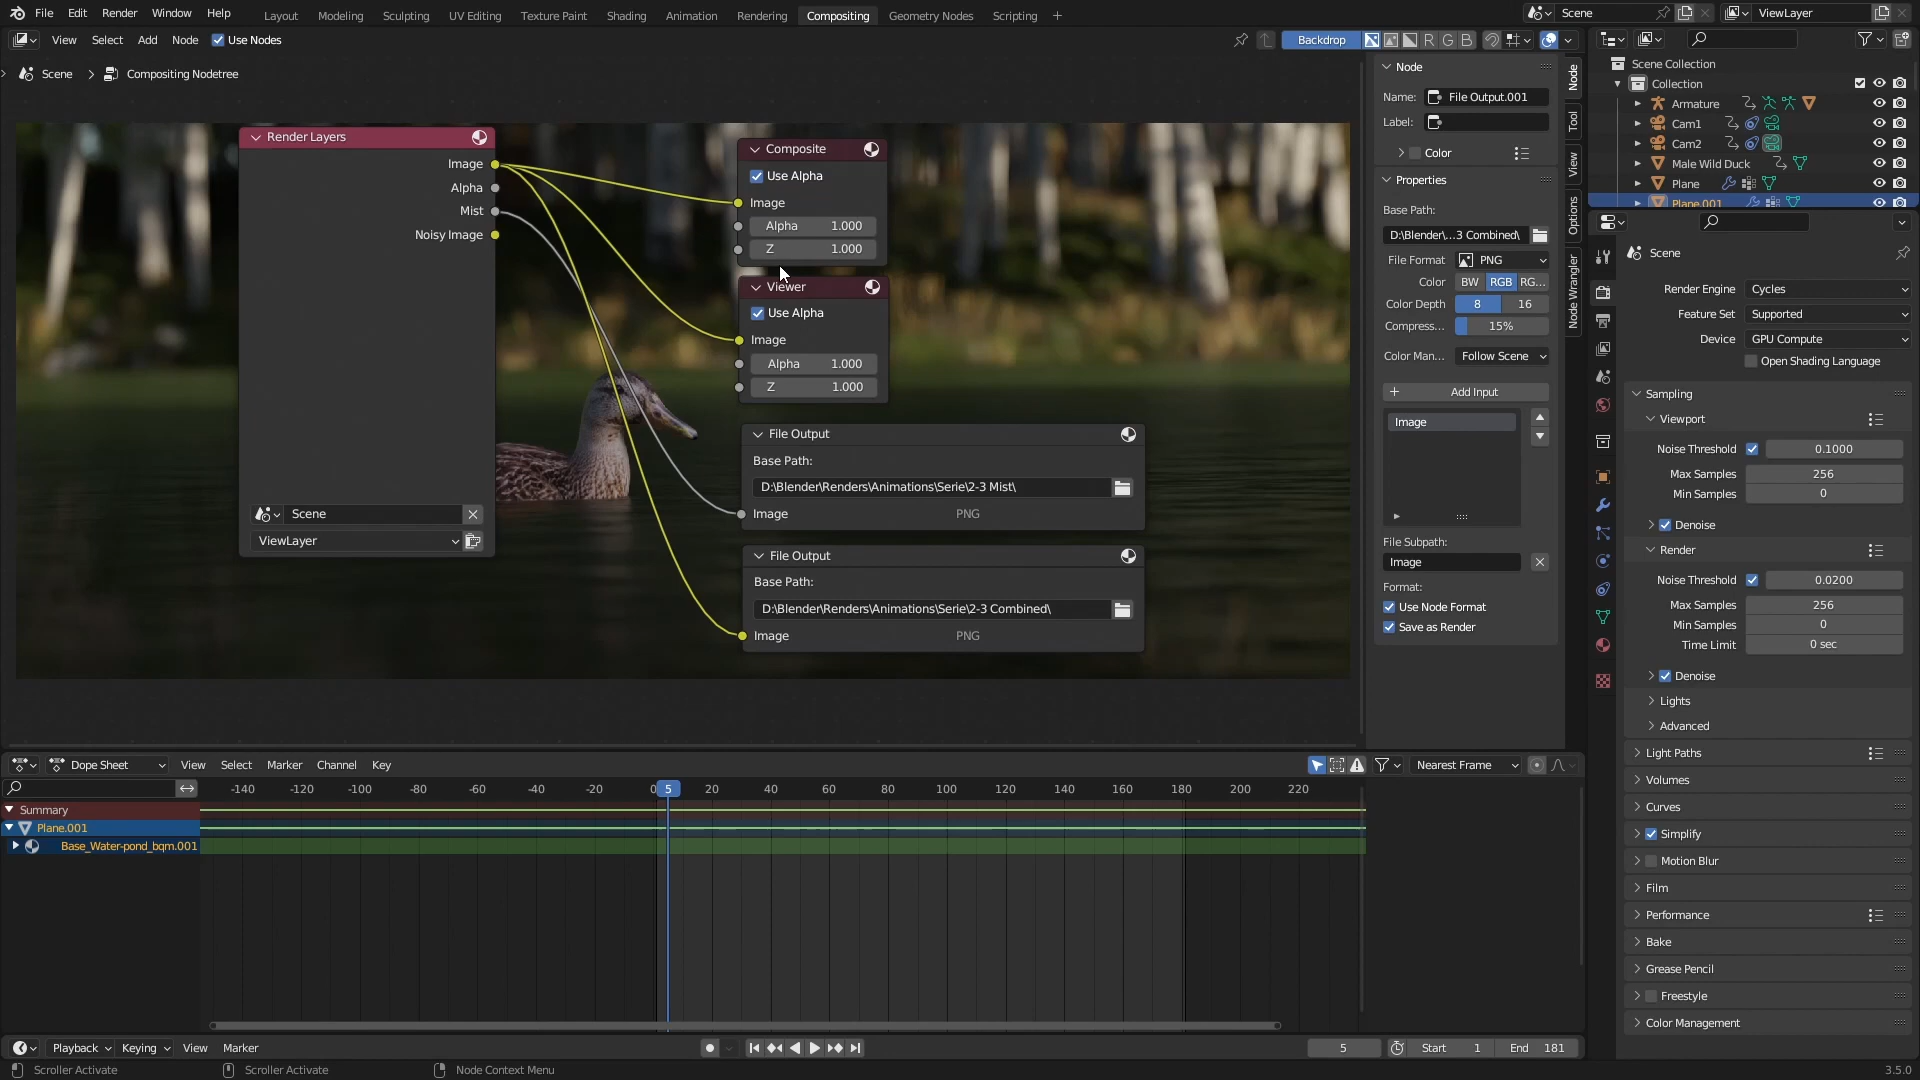 File Edit Render Window Help Layout Modeling Sculpting UV Editing Texture Paint Shading Animation Rendering Compositing Geometry Nodes Scripting + Scene ViewLayer
View Select Add Node Use Nodes Backdrop R G B
Scene > Compositing Nodetree
Render Layers
Image
Alpha
Mist
Noisy Image
Scene
ViewLayer
Composite
Use Alpha
Image
Alpha 1.000
Z 1.000
Viewer
Use Alpha
Image
Alpha 1.000
Z 1.000
File Output
Base Path:
D:\Blender\Renders\Animations\Serie\2-3 Mist\
Image PNG
File Output
Base Path:
D:\Blender\Renders\Animations\Serie\2-3 Combined\
Image PNG
Node
Name: File Output.001
Label:
Color
Properties
Base Path:
D:\Blender\...3 Combined\
File Format PNG
Color BW RGB RG...
Color Depth 8 16
Compress... 15%
Color Man... Follow Scene
+ Add Input
Image
File Subpath:
Image
Format:
Use Node Format
Save as Render
Node
Tool
View
Options
Node Wrangler
Scene Collection
Collection
Armature
Cam1
Cam2
Male Wild Duck
Plane
Plane.001
Scene
Render Engine Cycles
Feature Set Supported
Device GPU Compute
Open Shading Language
Sampling
Viewport
Noise Threshold 0.1000
Max Samples 256
Min Samples 0
Denoise
Render
Noise Threshold 0.0200
Max Samples 256
Min Samples 0
Time Limit 0 sec
Denoise
Lights
Advanced
Light Paths
Volumes
Curves
Simplify
Motion Blur
Film
Performance
Bake
Grease Pencil
Freestyle
Color Management
Dope Sheet View Select Marker Channel Key Nearest Frame
-140 -120 -100 -80 -60 -40 -20 0 5 20 40 60 80 100 120 140 160 180 200 220
Summary
Plane.001
Base_Water-pond_bqm.001
Playback Keying View Marker 5 Start 1 End 181
Scroller Activate Scroller Activate Node Context Menu 3.5.0